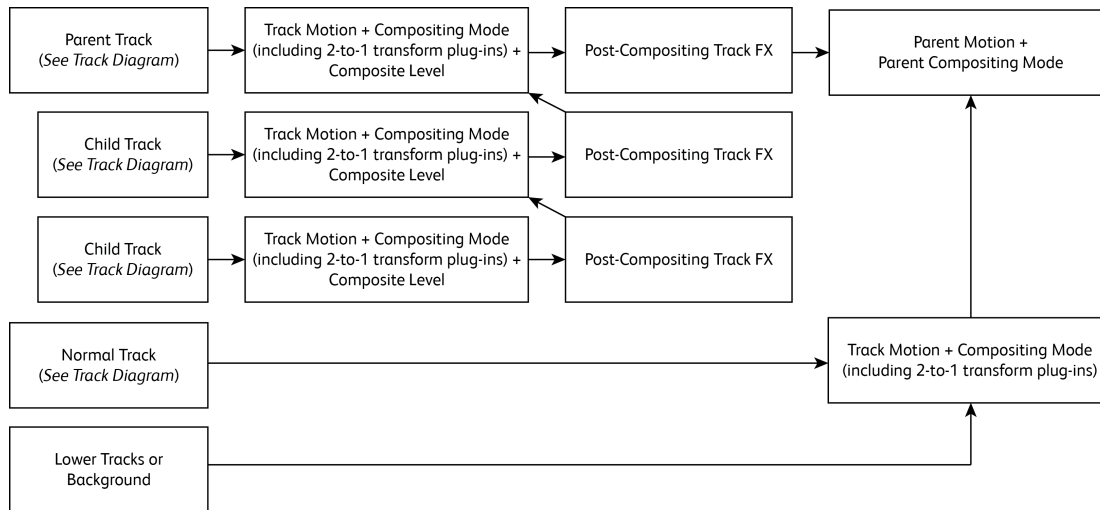 Parent Track
(See Track Diagram)
Track Motion + Compositing Mode
(including 2-to-1 transform plug-ins) +
Composite Level
Post-Compositing Track FX
Parent Motion +
Parent Compositing Mode
Child Track
(See Track Diagram)
Track Motion + Compositing Mode
(including 2-to-1 transform plug-ins) +
Composite Level
Post-Compositing Track FX
Child Track
(See Track Diagram)
Track Motion + Compositing Mode
(including 2-to-1 transform plug-ins) +
Composite Level
Post-Compositing Track FX
Normal Track
(See Track Diagram)
Track Motion + Compositing Mode
(including 2-to-1 transform plug-ins)
Lower Tracks or
Background